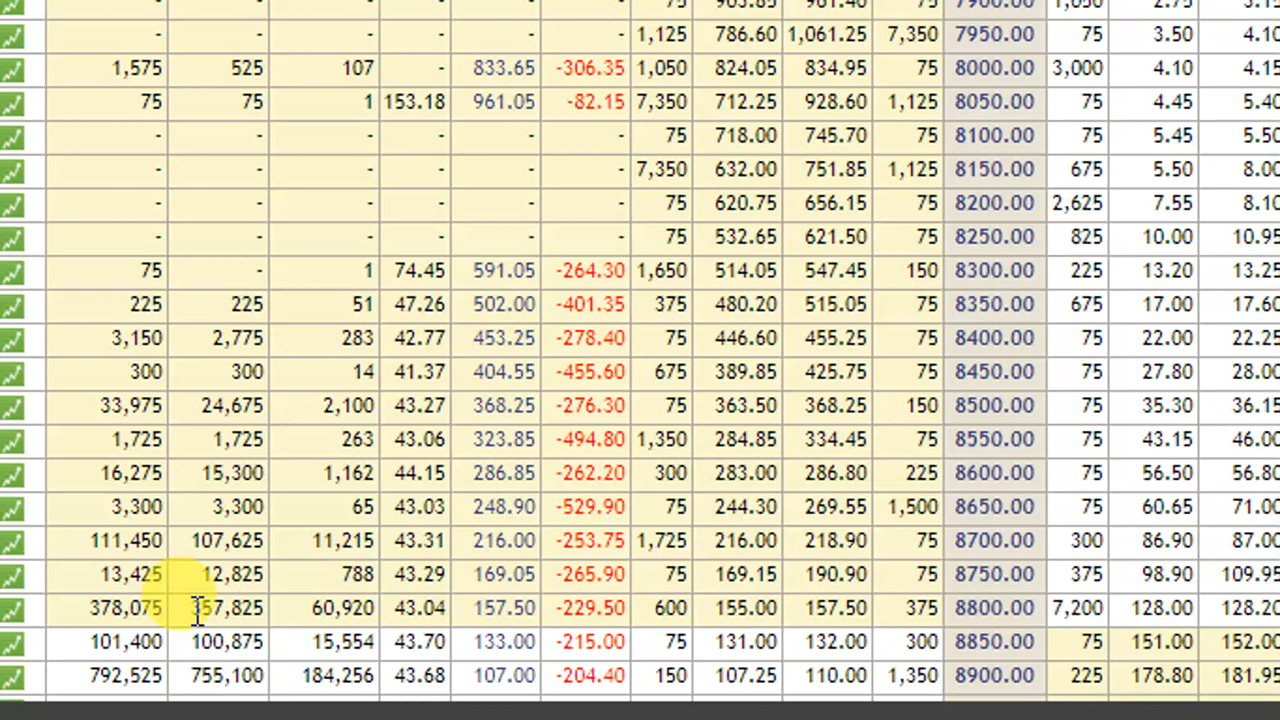 - - - - - - 1,125 786.60 1,061.25 7,350 7950.00 75 3.50 4.10
1,575 525 107 - 833.65 -306.35 1,050 824.05 834.95 75 8000.00 3,000 4.10 4.15
75 75 1 153.18 961.05 -82.15 7,350 712.25 928.60 1,125 8050.00 75 4.45 5.40
- - - - - - 75 718.00 745.70 75 8100.00 75 5.45 5.50
- - - - - - 7,350 632.00 751.85 1,125 8150.00 675 5.50 8.00
- - - - - - 75 620.75 656.15 75 8200.00 2,625 7.55 8.10
- - - - - - 75 532.65 621.50 75 8250.00 825 10.00 10.95
75 - 1 74.45 591.05 -264.30 1,650 514.05 547.45 150 8300.00 225 13.20 13.25
225 225 51 47.26 502.00 -401.35 375 480.20 515.05 75 8350.00 675 17.00 17.60
3,150 2,775 283 42.77 453.25 -278.40 75 446.60 455.25 75 8400.00 75 22.00 22.25
300 300 14 41.37 404.55 -455.60 675 389.85 425.75 75 8450.00 75 27.80 28.00
33,975 24,675 2,100 43.27 368.25 -276.30 75 363.50 368.25 150 8500.00 75 35.30 36.15
1,725 1,725 263 43.06 323.85 -494.80 1,350 284.85 334.45 75 8550.00 75 43.15 46.00
16,275 15,300 1,162 44.15 286.85 -262.20 300 283.00 286.80 225 8600.00 75 56.50 56.80
3,300 3,300 65 43.03 248.90 -529.90 75 244.30 269.55 1,500 8650.00 75 60.65 71.00
111,450 107,625 11,215 43.31 216.00 -253.75 1,725 216.00 218.90 75 8700.00 300 86.90 87.00
13,425 12,825 788 43.29 169.05 -265.90 75 169.15 190.90 75 8750.00 375 98.90 109.95
378,075 357,825 60,920 43.04 157.50 -229.50 600 155.00 157.50 375 8800.00 7,200 128.00 128.20
101,400 100,875 15,554 43.70 133.00 -215.00 75 131.00 132.00 300 8850.00 75 151.00 152.00
792,525 755,100 184,256 43.68 107.00 -204.40 150 107.25 110.00 1,350 8900.00 225 178.80 181.95